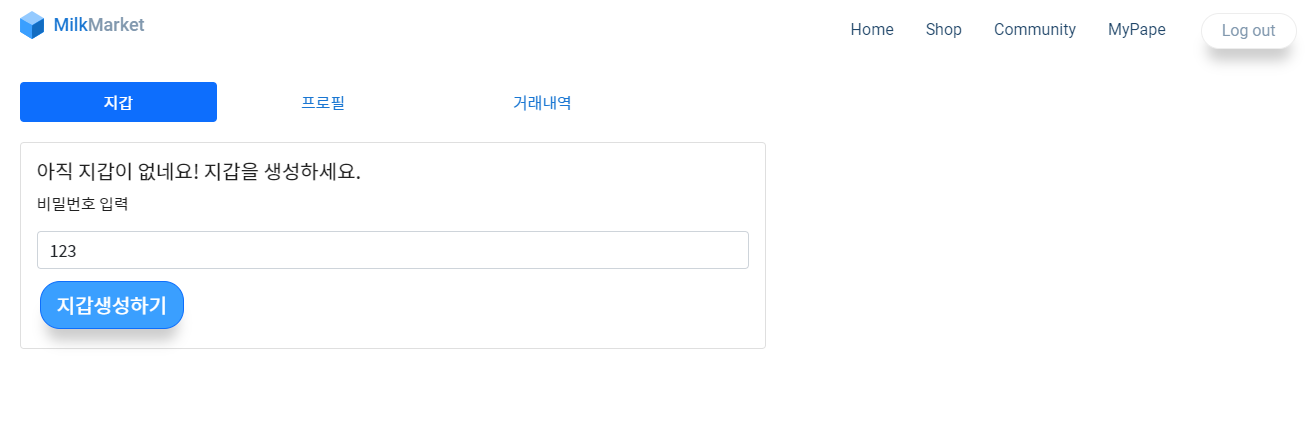 MilkMarket
Home Shop Community MyPape Log out
지갑 프로필 거래내역
아직 지갑이 없네요! 지갑을 생성하세요.
비밀번호 입력
123
지갑생성하기